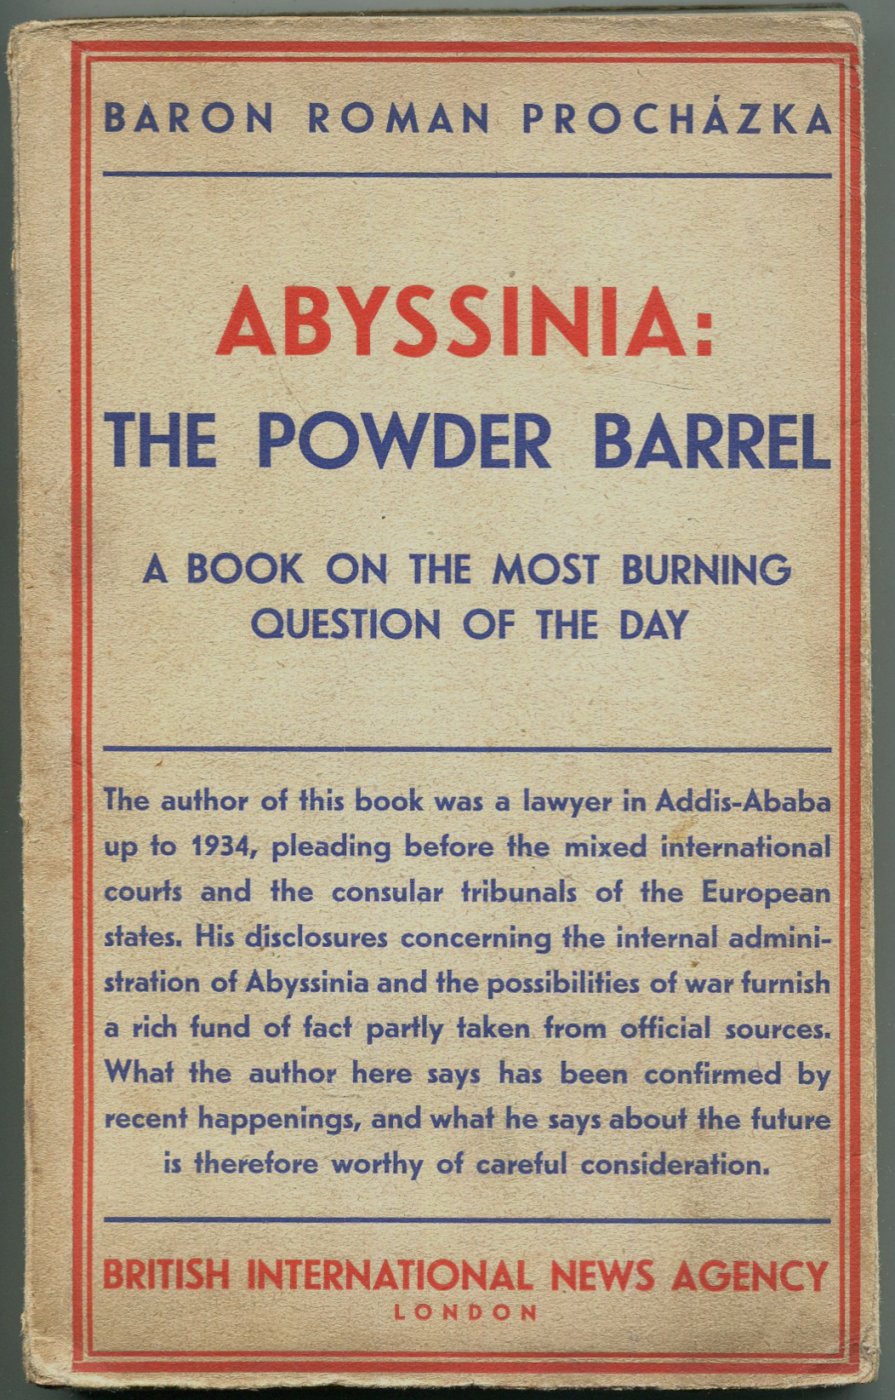 BARON ROMAN PROCHÁZKA
ABYSSINIA:
THE POWDER BARREL
A BOOK ON THE MOST BURNING
QUESTION OF THE DAY
The author of this book was a lawyer in Addis-Ababa
up to 1934, pleading before the mixed international
courts and the consular tribunals of the European
states. His disclosures concerning the internal admini-
stration of Abyssinia and the possibilities of war furnish
a rich fund of fact partly taken from official sources.
What the author here says has been confirmed by
recent happenings, and what he says about the future
is therefore worthy of careful consideration.
BRITISH INTERNATIONAL NEWS AGENCY
LONDON